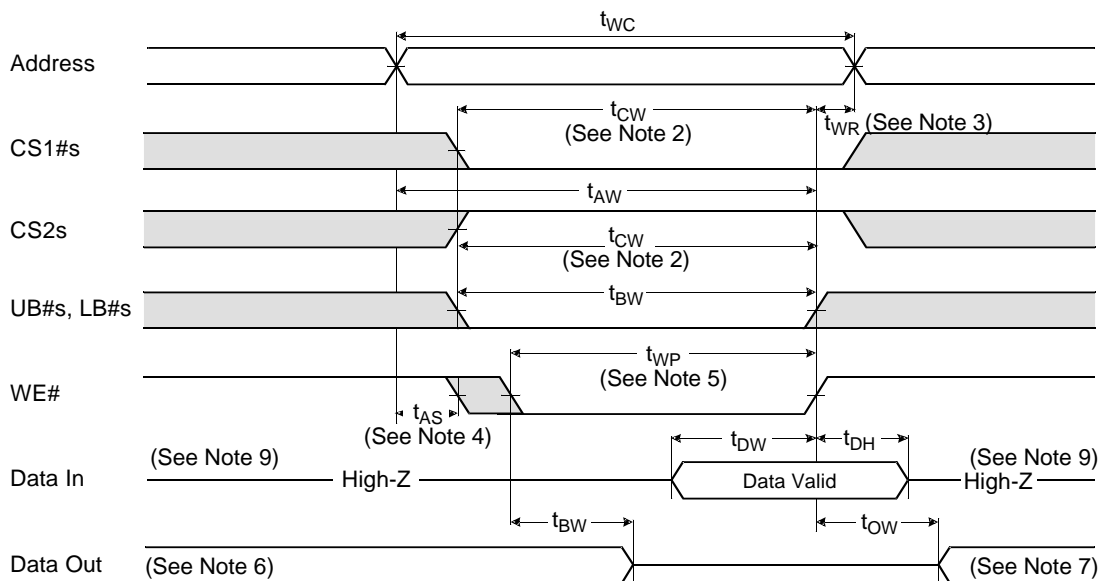 tWC
Address
tCW
(See Note 2)
tWR (See Note 3)
CS1#s
tAW
CS2s
tCW
(See Note 2)
UB#s, LB#s
tBW
tWP
(See Note 5)
WE#
tAS
(See Note 4)
tDW
tDH
(See Note 9)
(See Note 9)
Data In
High-Z
Data Valid
High-Z
tBW
tOW
Data Out
(See Note 6)
(See Note 7)